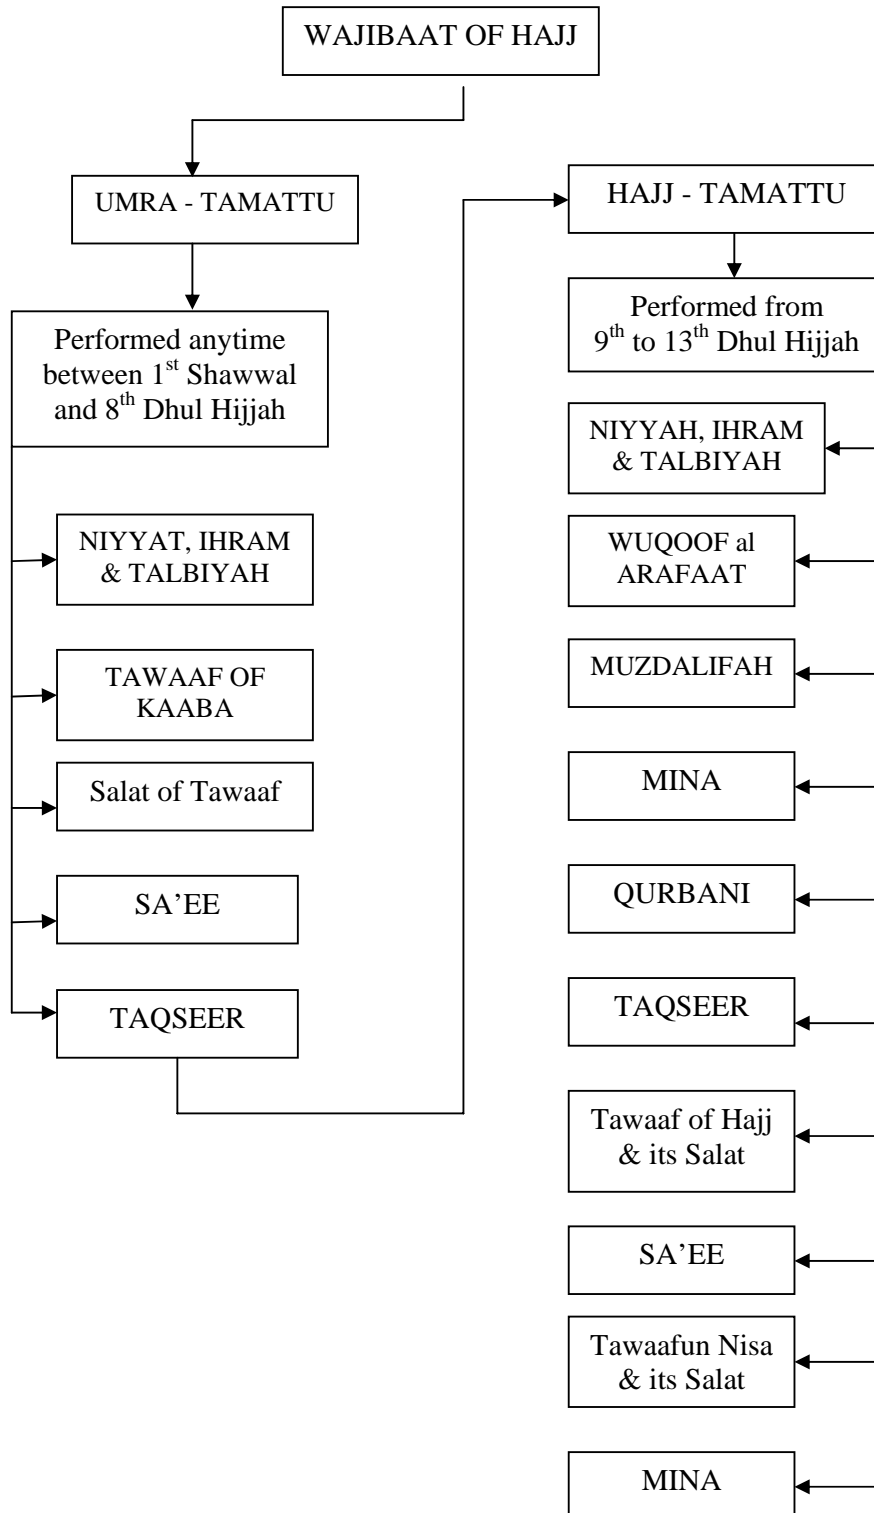 WAJIBAAT OF HAJJ
UMRA - TAMATTU
Performed anytime
between 1st Shawwal
and 8th Dhul Hijjah
NIYYAT, IHRAM
& TALBIYAH
TAWAAF OF
KAABA
Salat of Tawaaf
SA’EE
TAQSEER
HAJJ - TAMATTU
Performed from
9th to 13th Dhul Hijjah
NIYYAH, IHRAM
& TALBIYAH
WUQOOF al
ARAFAAT
MUZDALIFAH
MINA
QURBANI
TAQSEER
Tawaaf of Hajj
& its Salat
SA’EE
Tawaafun Nisa
& its Salat
MINA